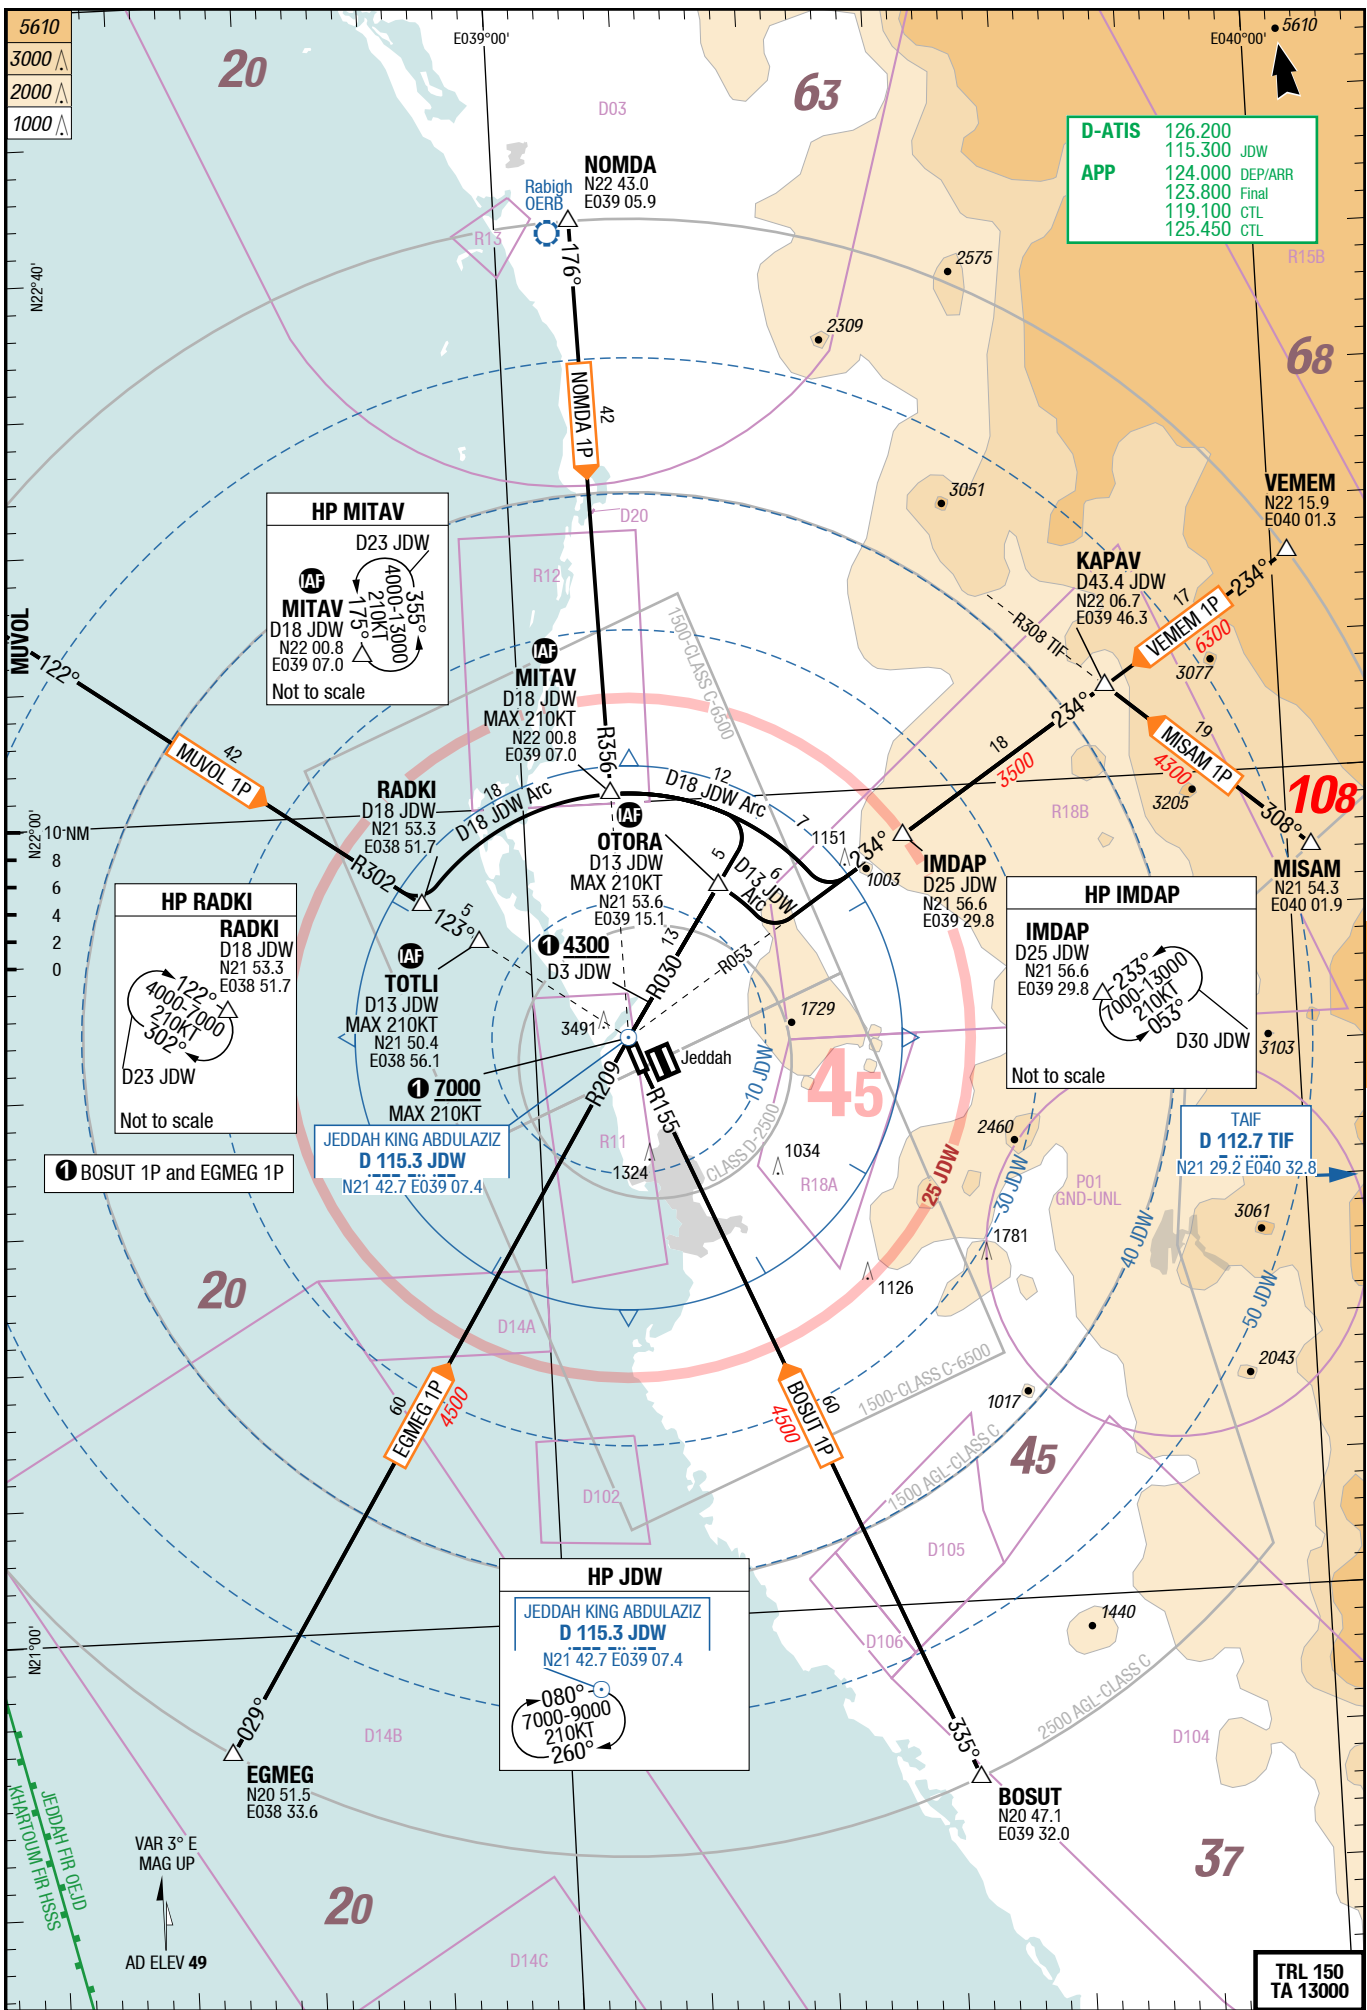 5610
3000
2000
1000
20
E039°00'
63
D03
E040°00'
5610
D-ATIS 126.200
115.300 JDW
APP 124.000 DEP/ARR
123.800 Final
119.100 CTL
125.450 CTL
NOMDA
N22 43.0
E039 05.9
Rabigh
OERB
R13
176°
2575
R15B
N22°40'
2309
68
NOMDA 1P
42
3051
VEMEM
N22 15.9
E040 01.3
HP MITAV
D23 JDW
IAF
MITAV
D18 JDW
N22 00.8
E039 07.0
175°
4000-13000
210KT
355°
Not to scale
D20
R12
1500-CLASS C-6500
KAPAV
D43.4 JDW
N22 06.7
E039 46.3
R308 TIF
17
234°
VEMEM 1P
6300
3077
MUVOL
122°
IAF
MITAV
D18 JDW
MAX 210KT
N22 00.8
E039 07.0
R356
234°
42
MUVOL 1P
18
3500
19
MISAM 1P
4300
3205
108
308°
RADKI
D18 JDW
N21 53.3
E038 51.7
18
D18 JDW Arc
12
D18 JDW Arc
7
R18B
N22°00'
10 NM
8
6
4
2
0
R302
IAF
OTORA
D13 JDW
MAX 210KT
N21 53.6
E039 15.1
5
6
D13 JDW
Arc
1151
234°
1003
IMDAP
D25 JDW
N21 56.6
E039 29.8
MISAM
N21 54.3
E040 01.9
HP RADKI
RADKI
D18 JDW
N21 53.3
E038 51.7
122°
4000-7000
210KT
302°
D23 JDW
Not to scale
5
123°
IAF
TOTLI
D13 JDW
MAX 210KT
N21 50.4
E038 56.1
1 4300
D3 JDW
13
R030
R053
HP IMDAP
IMDAP
D25 JDW
N21 56.6
E039 29.8
233°
7000-13000
210KT
053°
D30 JDW
Not to scale
3491
1729
3103
1 7000
MAX 210KT
Jeddah
R209
R155
10 JDW
45
JEDDAH KING ABDULAZIZ
D 115.3 JDW
N21 42.7 E039 07.4
R11
1324
CLASS D-2500
1034
R18A
2460
TAIF
D 112.7 TIF
N21 29.2 E040 32.8
1 BOSUT 1P and EGMEG 1P
25 JDW
30 JDW
P01
GND-UNL
3061
40 JDW
1781
1126
20
D14A
50 JDW
2043
60
EGMEG 1P
4500
BOSUT 1P
60
4500
1500-CLASS C-6500
1017
45
1500 AGL-CLASS C
D102
D105
HP JDW
JEDDAH KING ABDULAZIZ
D 115.3 JDW
N21 42.7 E039 07.4
080°
7000-9000
210KT
260°
1440
D106
N21°00'
2500 AGL-CLASS C
029°
D14B
335°
D104
EGMEG
N20 51.5
E038 33.6
BOSUT
N20 47.1
E039 32.0
JEDDAH FIR OEJD
KHARTOUM FIR HSSS
VAR 3° E
MAG UP
37
20
AD ELEV 49
D14C
TRL 150
TA 13000